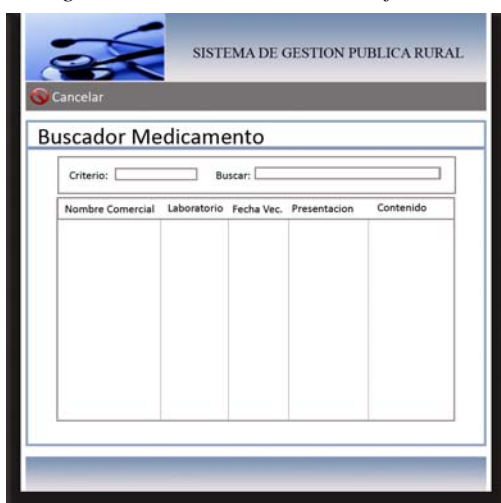 SISTEMA DE GESTION PUBLICA RURAL
Cancelar
Buscador Medicamento
Criterio: Buscar:
Nombre Comercial Laboratorio Fecha Vec. Presentacion Contenido